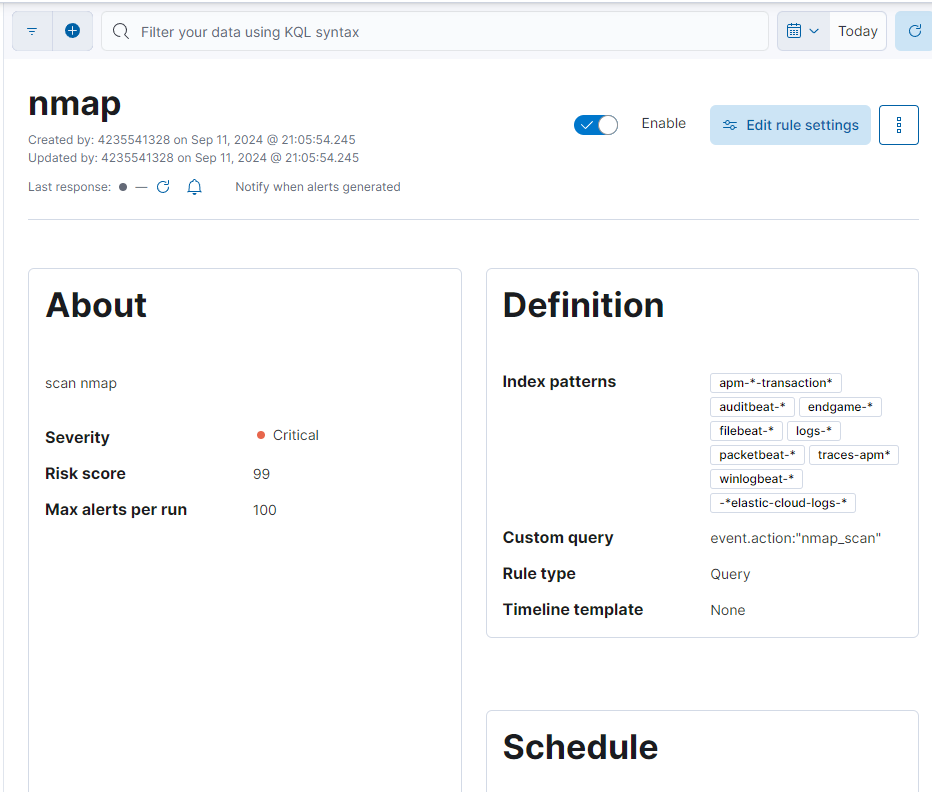 Filter your data using KQL syntax
Today
nmap
Created by: 4235541328 on Sep 11, 2024 @ 21:05:54.245
Updated by: 4235541328 on Sep 11, 2024 @ 21:05:54.245
Last response: — Notify when alerts generated
Enable
Edit rule settings
About
scan nmap
Severity Critical
Risk score 99
Max alerts per run 100
Definition
Index patterns apm-*-transaction*
auditbeat-* endgame-*
filebeat-* logs-*
packetbeat-* traces-apm*
winlogbeat-*
-*elastic-cloud-logs-*
Custom query event.action:"nmap_scan"
Rule type Query
Timeline template None
Schedule